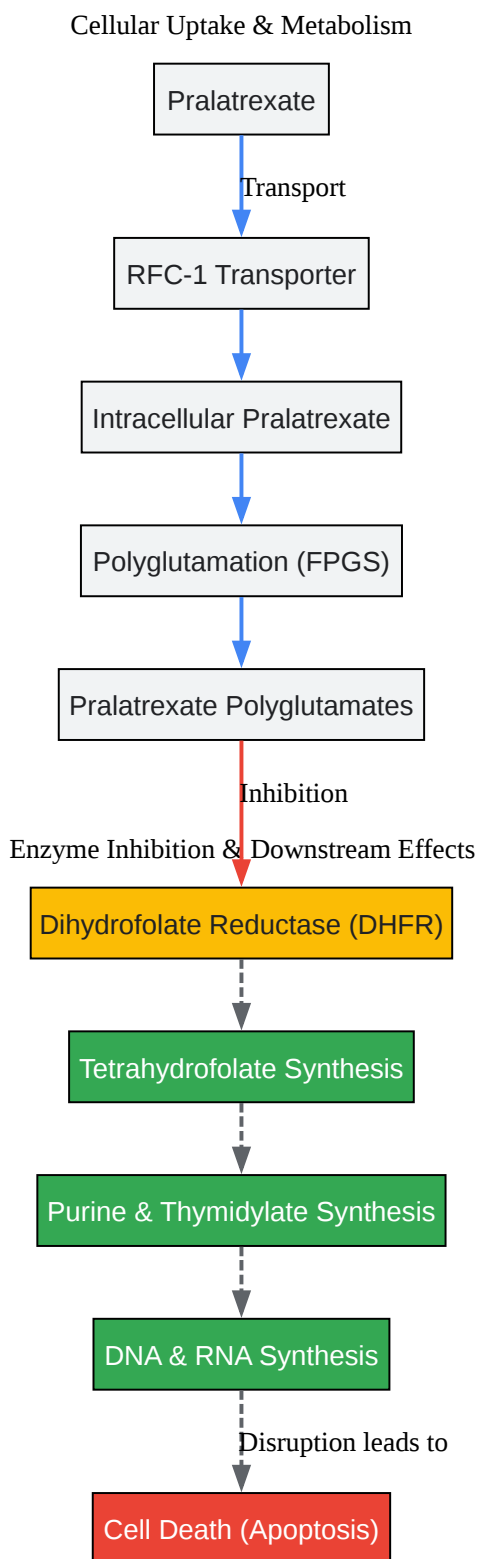 Cellular Uptake & Metabolism
Pralatrexate
Transport
RFC-1 Transporter
Intracellular Pralatrexate
Polyglutamation (FPGS)
Pralatrexate Polyglutamates
Inhibition
Enzyme Inhibition & Downstream Effects
Dihydrofolate Reductase (DHFR)
Tetrahydrofolate Synthesis
Purine & Thymidylate Synthesis
DNA & RNA Synthesis
Disruption leads to
Cell Death (Apoptosis)